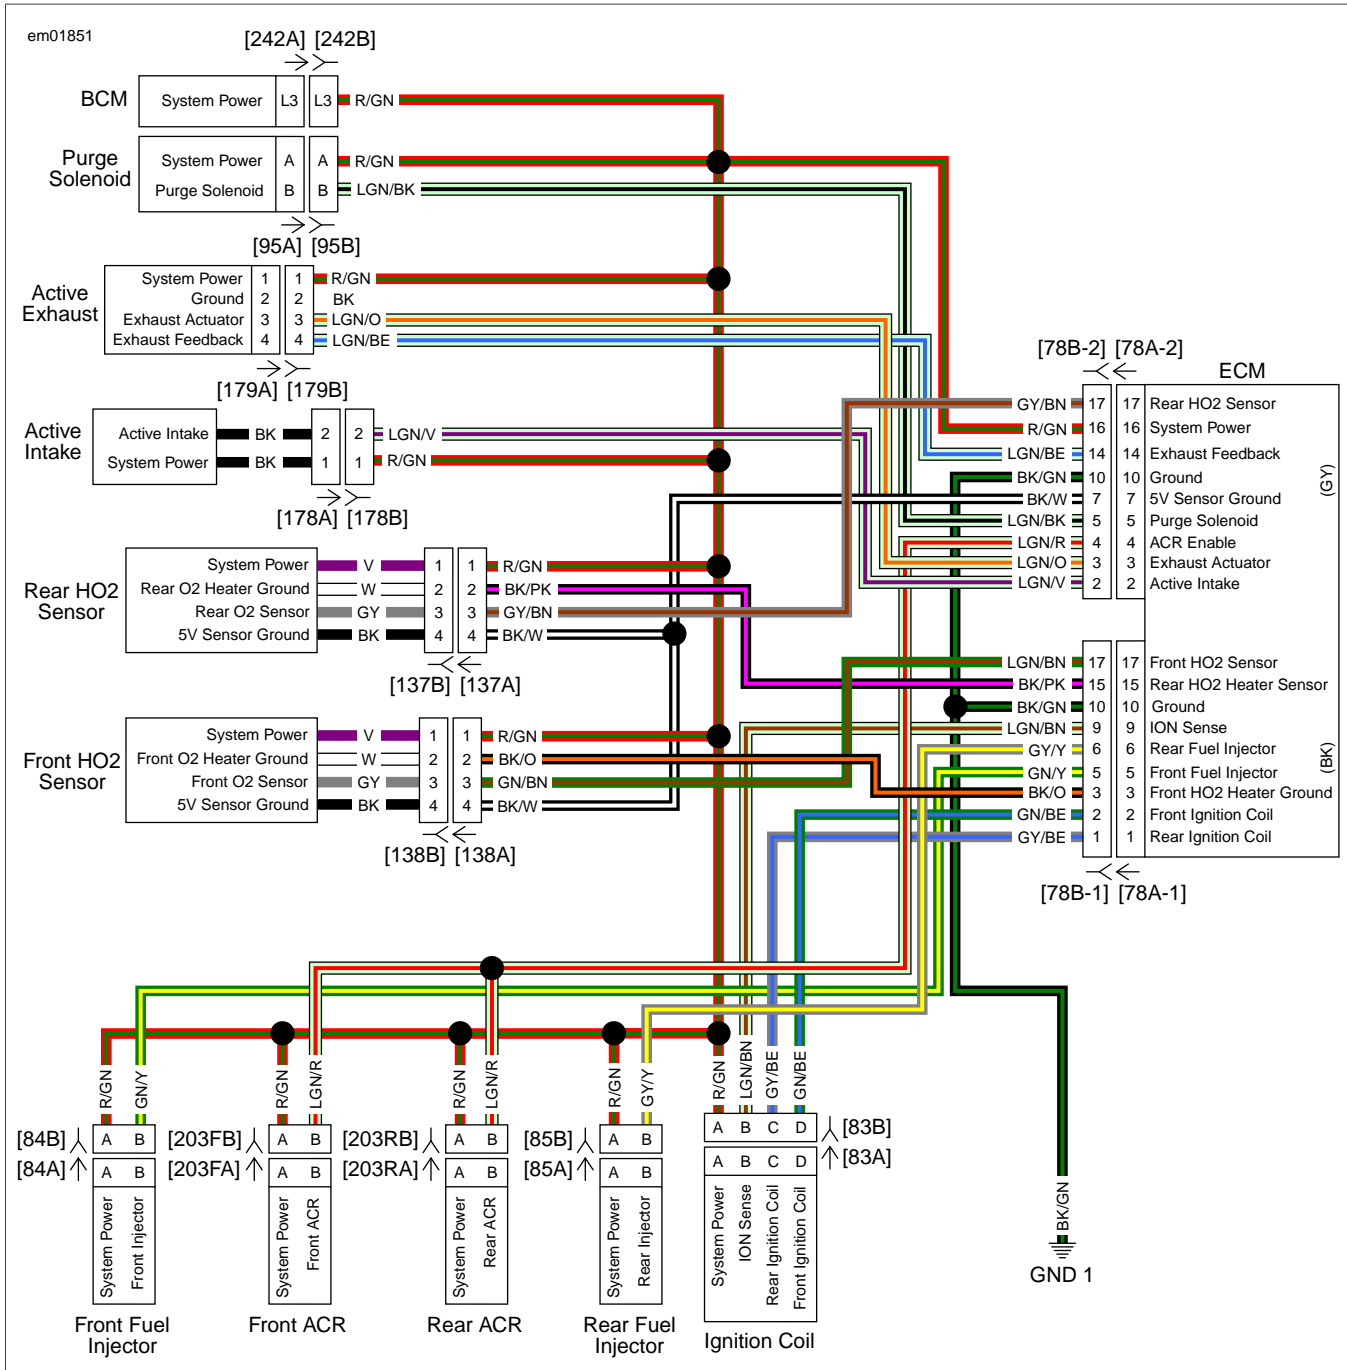 em01851
[242A] [242B]
BCM
System Power L3 L3 R/GN
Purge
Solenoid
System Power A A R/GN
Purge Solenoid B B LGN/BK
[95A] [95B]
Active
Exhaust
System Power 1 1 R/GN
Ground 2 2 BK
Exhaust Actuator 3 3 LGN/O
Exhaust Feedback 4 4 LGN/BE
[179A] [179B]
Active
Intake
Active Intake BK 2 2 LGN/V
System Power BK 1 1 R/GN
[178A] [178B]
Rear HO2
Sensor
System Power V 1 1 R/GN
Rear O2 Heater Ground W 2 2 BK/PK
Rear O2 Sensor GY 3 3 GY/BN
5V Sensor Ground BK 4 4 BK/W
[137B] [137A]
Front HO2
Sensor
System Power V 1 1 R/GN
Front O2 Heater Ground W 2 2 BK/O
Front O2 Sensor GY 3 3 GN/BN
5V Sensor Ground BK 4 4 BK/W
[138B] [138A]
[78B-2] [78A-2]
ECM
GY/BN 17 17 Rear HO2 Sensor
R/GN 16 16 System Power
LGN/BE 14 14 Exhaust Feedback
BK/GN 10 10 Ground
BK/W 7 7 5V Sensor Ground
LGN/BK 5 5 Purge Solenoid
LGN/R 4 4 ACR Enable
LGN/O 3 3 Exhaust Actuator
LGN/V 2 2 Active Intake
(GY)
LGN/BN 17 17 Front HO2 Sensor
BK/PK 15 15 Rear HO2 Heater Sensor
BK/GN 10 10 Ground
LGN/BN 9 9 ION Sense
GY/Y 6 6 Rear Fuel Injector
GN/Y 5 5 Front Fuel Injector
BK/O 3 3 Front HO2 Heater Ground
GN/BE 2 2 Front Ignition Coil
GY/BE 1 1 Rear Ignition Coil
(BK)
[78B-1] [78A-1]
R/GN GN/Y
[84B] A B
[84A] A B
System Power
Front Injector
Front Fuel
Injector
R/GN LGN/R
[203FB] A B
[203FA] A B
System Power
Front ACR
Front ACR
R/GN LGN/R
[203RB] A B
[203RA] A B
System Power
Rear ACR
Rear ACR
R/GN GY/Y
[85B] A B
[85A] A B
System Power
Rear Injector
Rear Fuel
Injector
R/GN LGN/BN GY/BE GN/BE
A B C D [83B]
A B C D [83A]
System Power
ION Sense
Rear Ignition Coil
Front Ignition Coil
Ignition Coil
BK/GN
GND 1